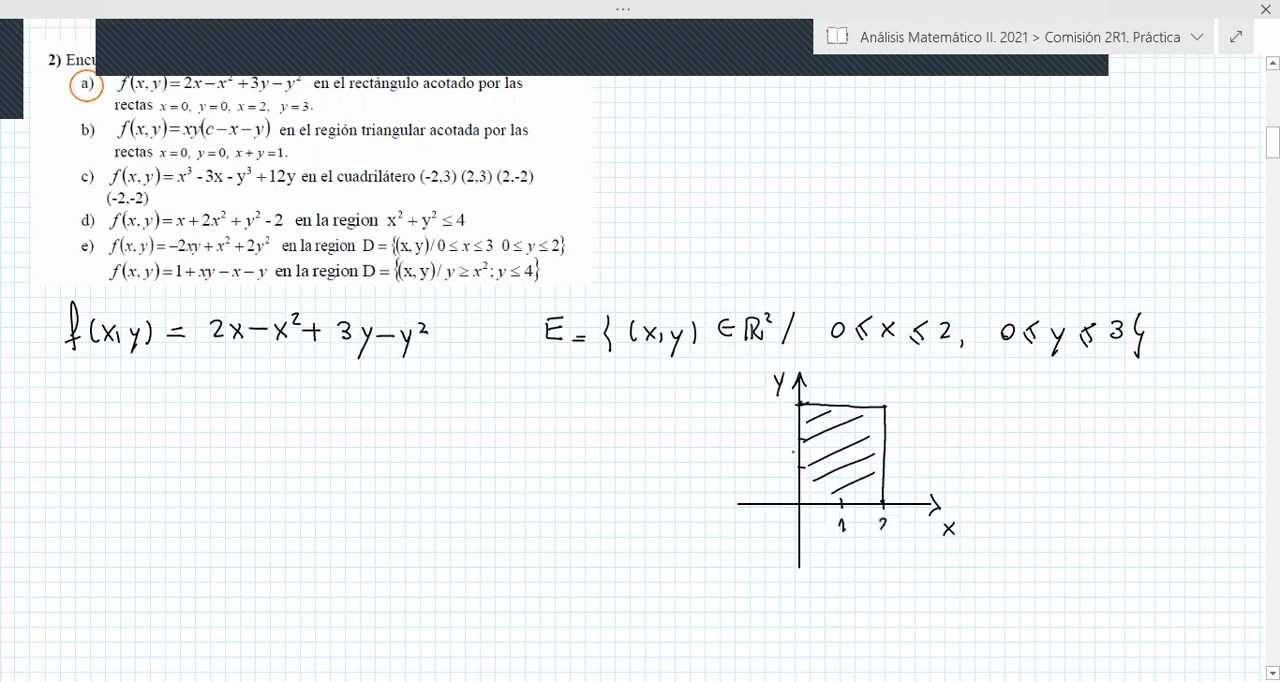 Análisis Matemático II. 2021 > Comisión 2R1. Práctica
2) Encu
a) f(x,y)=2x−x²+3y−y² en el rectángulo acotado por las
rectas x=0, y=0, x=2, y=3.
b) f(x,y)=xy(c−x−y) en el región triangular acotada por las
rectas x=0, y=0, x+y=1.
c) f(x,y)=x³-3x-y³+12y en el cuadrilátero (-2,3) (2,3) (2,-2)
(-2,-2)
d) f(x,y)=x+2x²+y²-2 en la region x²+y²≤4
e) f(x,y)=−2xy+x²+2y² en la region D={(x,y)/0≤x≤3 0≤y≤2}
f(x,y)=1+xy−x−y en la region D={(x,y)/ y≥x²; y≤4}
f(x,y) = 2x−x²+3y−y² E = {(x,y) ∈ ℝ² / 0≤x≤2, 0≤y≤3}
y
1 2
x